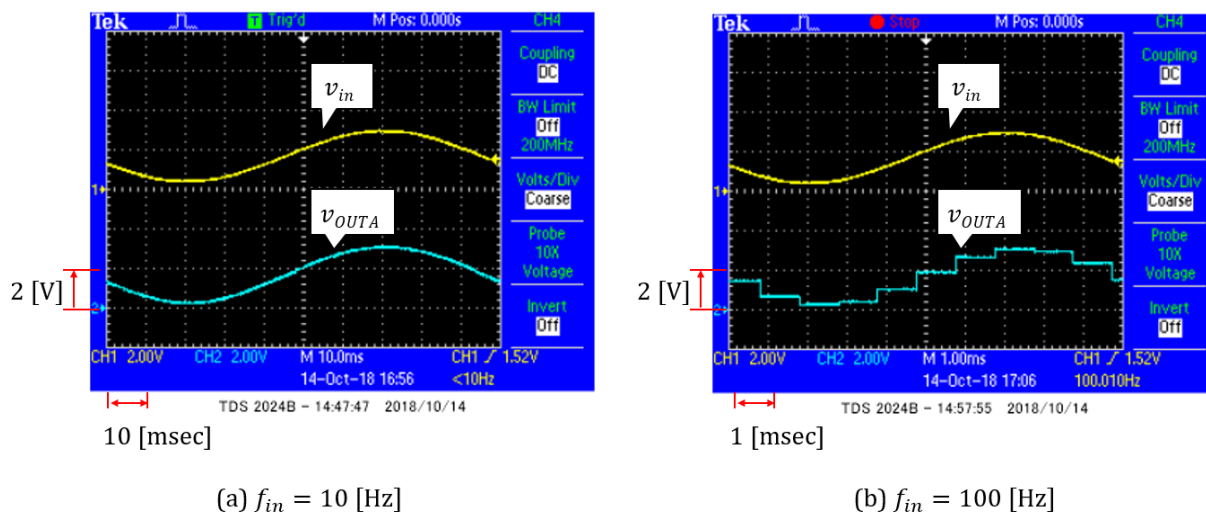 Tek T Trig'd M Pos: 0.000s CH4
Coupling
DC
BW Limit
Off
200MHz
Volts/Div
Coarse
Probe
10X
Voltage
Invert
Off
v_in
v_OUTA
1
2
2 [V]
CH1 2.00V CH2 2.00V M 10.0ms CH1 1.52V
14-Oct-18 16:56 <10Hz
TDS 2024B - 14:47:47 2018/10/14
10 [msec]
(a) f_in = 10 [Hz]
Tek Stop M Pos: 0.000s CH4
Coupling
DC
BW Limit
Off
200MHz
Volts/Div
Coarse
Probe
10X
Voltage
Invert
Off
v_in
v_OUTA
1
2
2 [V]
CH1 2.00V CH2 2.00V M 1.00ms CH1 1.52V
14-Oct-18 17:06 100.010Hz
TDS 2024B - 14:57:55 2018/10/14
1 [msec]
(b) f_in = 100 [Hz]